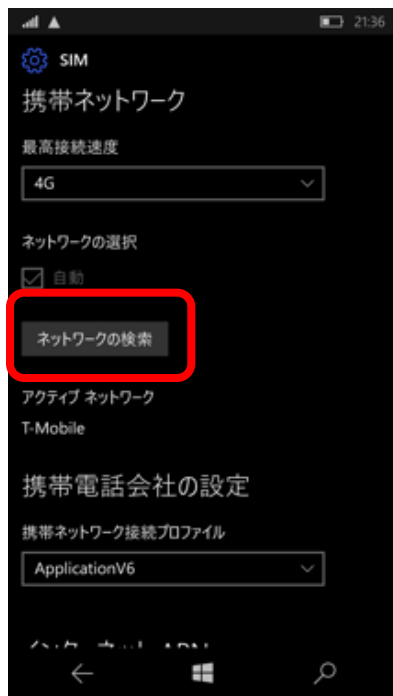 21:36
SIM
携帯ネットワーク
最高接続速度
4G
ネットワークの選択
自動
ネットワークの検索
アクティブ ネットワーク
T-Mobile
携帯電話会社の設定
携帯ネットワーク接続プロファイル
ApplicationV6